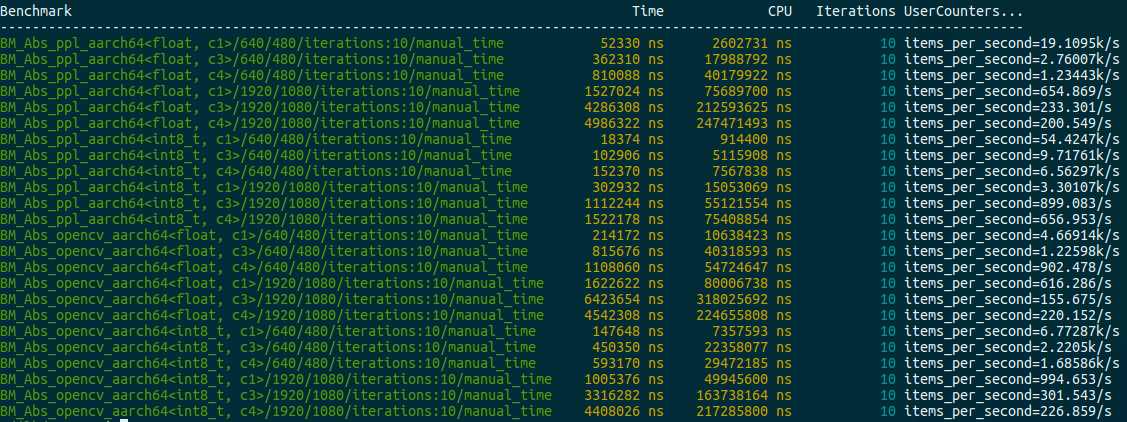 Benchmark Time CPU Iterations UserCounters...
--------------------------------------------------------------------------------------------------------------------------------
BM_Abs_ppl_aarch64<float, c1>/640/480/iterations:10/manual_time 52330 ns 2602731 ns 10 items_per_second=19.1095k/s
BM_Abs_ppl_aarch64<float, c3>/640/480/iterations:10/manual_time 362310 ns 17988792 ns 10 items_per_second=2.76007k/s
BM_Abs_ppl_aarch64<float, c4>/640/480/iterations:10/manual_time 810088 ns 40179922 ns 10 items_per_second=1.23443k/s
BM_Abs_ppl_aarch64<float, c1>/1920/1080/iterations:10/manual_time 1527024 ns 75689700 ns 10 items_per_second=654.869/s
BM_Abs_ppl_aarch64<float, c3>/1920/1080/iterations:10/manual_time 4286308 ns 212593625 ns 10 items_per_second=233.301/s
BM_Abs_ppl_aarch64<float, c4>/1920/1080/iterations:10/manual_time 4986322 ns 247471493 ns 10 items_per_second=200.549/s
BM_Abs_ppl_aarch64<int8_t, c1>/640/480/iterations:10/manual_time 18374 ns 914400 ns 10 items_per_second=54.4247k/s
BM_Abs_ppl_aarch64<int8_t, c3>/640/480/iterations:10/manual_time 102906 ns 5115908 ns 10 items_per_second=9.71761k/s
BM_Abs_ppl_aarch64<int8_t, c4>/640/480/iterations:10/manual_time 152370 ns 7567838 ns 10 items_per_second=6.56297k/s
BM_Abs_ppl_aarch64<int8_t, c1>/1920/1080/iterations:10/manual_time 302932 ns 15053069 ns 10 items_per_second=3.30107k/s
BM_Abs_ppl_aarch64<int8_t, c3>/1920/1080/iterations:10/manual_time 1112244 ns 55121554 ns 10 items_per_second=899.083/s
BM_Abs_ppl_aarch64<int8_t, c4>/1920/1080/iterations:10/manual_time 1522178 ns 75408854 ns 10 items_per_second=656.953/s
BM_Abs_opencv_aarch64<float, c1>/640/480/iterations:10/manual_time 214172 ns 10638423 ns 10 items_per_second=4.66914k/s
BM_Abs_opencv_aarch64<float, c3>/640/480/iterations:10/manual_time 815676 ns 40318593 ns 10 items_per_second=1.22598k/s
BM_Abs_opencv_aarch64<float, c4>/640/480/iterations:10/manual_time 1108060 ns 54724647 ns 10 items_per_second=902.478/s
BM_Abs_opencv_aarch64<float, c1>/1920/1080/iterations:10/manual_time 1622622 ns 80006738 ns 10 items_per_second=616.286/s
BM_Abs_opencv_aarch64<float, c3>/1920/1080/iterations:10/manual_time 6423654 ns 318025692 ns 10 items_per_second=155.675/s
BM_Abs_opencv_aarch64<float, c4>/1920/1080/iterations:10/manual_time 4542308 ns 224655808 ns 10 items_per_second=220.152/s
BM_Abs_opencv_aarch64<int8_t, c1>/640/480/iterations:10/manual_time 147648 ns 7357593 ns 10 items_per_second=6.77287k/s
BM_Abs_opencv_aarch64<int8_t, c3>/640/480/iterations:10/manual_time 450350 ns 22358077 ns 10 items_per_second=2.2205k/s
BM_Abs_opencv_aarch64<int8_t, c4>/640/480/iterations:10/manual_time 593170 ns 29472185 ns 10 items_per_second=1.68586k/s
BM_Abs_opencv_aarch64<int8_t, c1>/1920/1080/iterations:10/manual_time 1005376 ns 49945600 ns 10 items_per_second=994.653/s
BM_Abs_opencv_aarch64<int8_t, c3>/1920/1080/iterations:10/manual_time 3316282 ns 163738164 ns 10 items_per_second=301.543/s
BM_Abs_opencv_aarch64<int8_t, c4>/1920/1080/iterations:10/manual_time 4408026 ns 217285800 ns 10 items_per_second=226.859/s